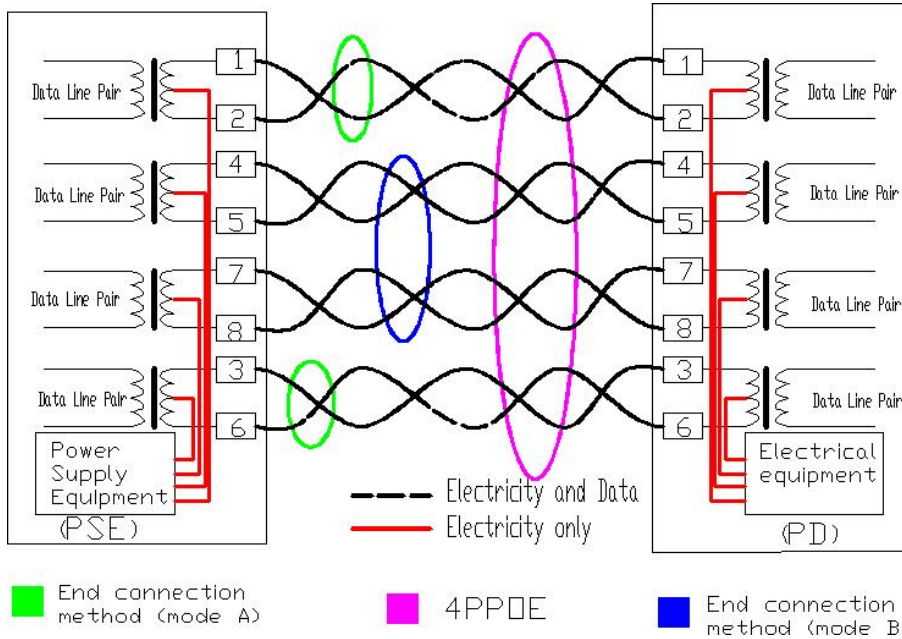 Data Line Pair
1
2
Data Line Pair
4
5
Data Line Pair
7
8
Data Line Pair
3
6
Power
Supply
Equipment
(PSE)
1
2
Data Line Pair
4
5
Data Line Pair
7
8
Data Line Pair
3
6
Data Line Pair
Electrical
equipment
(PD)
Electricity and Data
Electricity only
End connection
method (mode A)
4PPOE
End connection
method (mode B